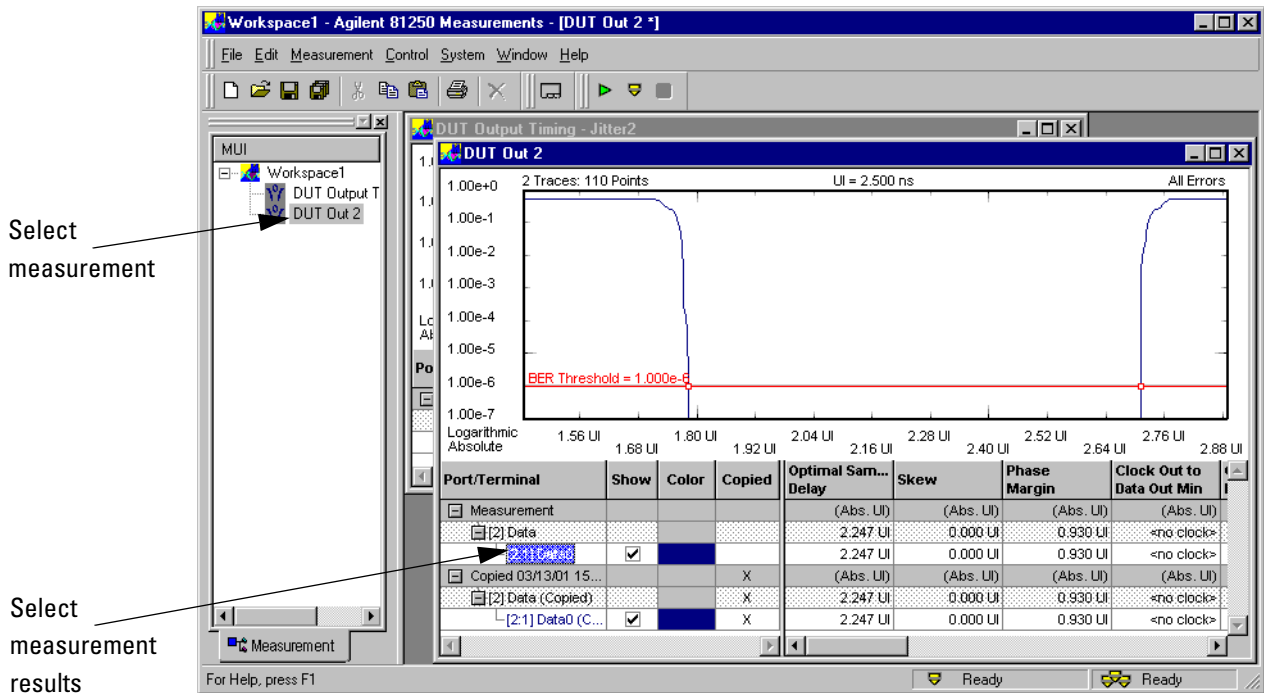 Workspace1 - Agilent 81250 Measurements - [DUT Out 2 *]
File Edit Measurement Control System Window Help
MUI
Workspace1
DUT Output T
DUT Out 2
Select
measurement
DUT Output Timing - Jitter2
DUT Out 2
2 Traces: 110 Points UI = 2.500 ns All Errors
1.00e+0
1.00e-1
1.00e-2
1.00e-3
1.00e-4
1.00e-5
1.00e-6
1.00e-7
BER Threshold = 1.000e-6
Logarithmic
Absolute
1.56 UI 1.80 UI 2.04 UI 2.28 UI 2.52 UI 2.76 UI
1.68 UI 1.92 UI 2.16 UI 2.40 UI 2.64 UI 2.88 UI
Port/Terminal Show Color Copied Optimal Sam... Delay Skew Phase Margin Clock Out to Data Out Min
Measurement (Abs. UI) (Abs. UI) (Abs. UI) (Abs. UI)
[2] Data 2.247 UI 0.000 UI 0.930 UI <no clock>
[2:1] Data0 2.247 UI 0.000 UI 0.930 UI <no clock>
Copied 03/13/01 15... X (Abs. UI) (Abs. UI) (Abs. UI) (Abs. UI)
[2] Data (Copied) X 2.247 UI 0.000 UI 0.930 UI <no clock>
[2:1] Data0 (C... X 2.247 UI 0.000 UI 0.930 UI <no clock>
Select
measurement
results
Measurement
For Help, press F1 Ready Ready